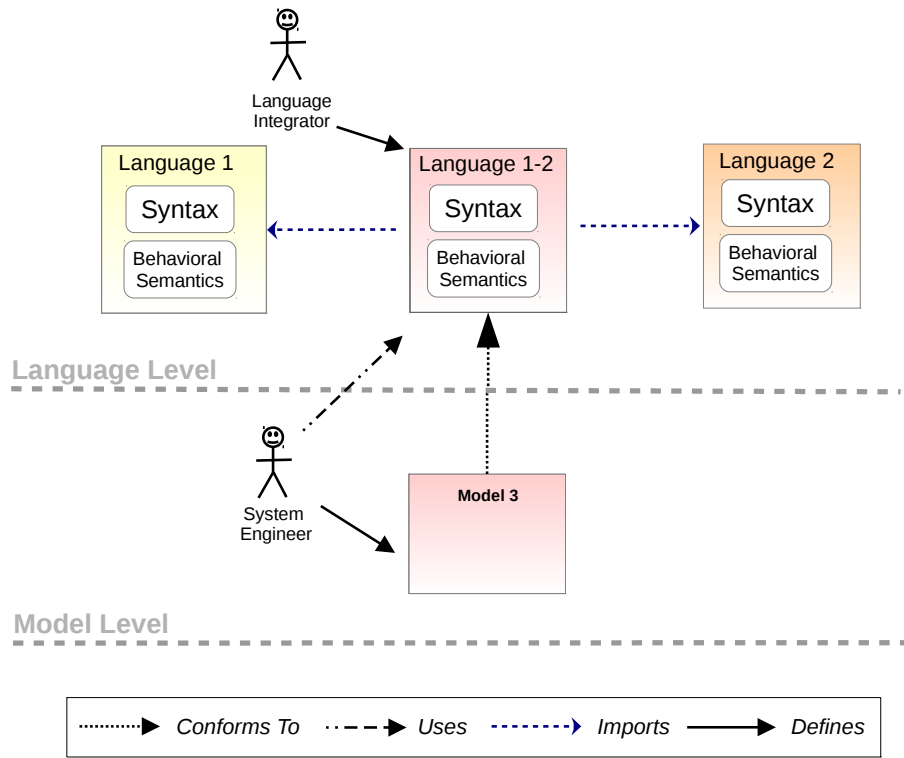 Language
Integrator
Language 1
Syntax
Behavioral
Semantics
Language 1-2
Syntax
Behavioral
Semantics
Language 2
Syntax
Behavioral
Semantics
Language Level
System
Engineer
Model 3
Model Level
Conforms To
Uses
Imports
Defines